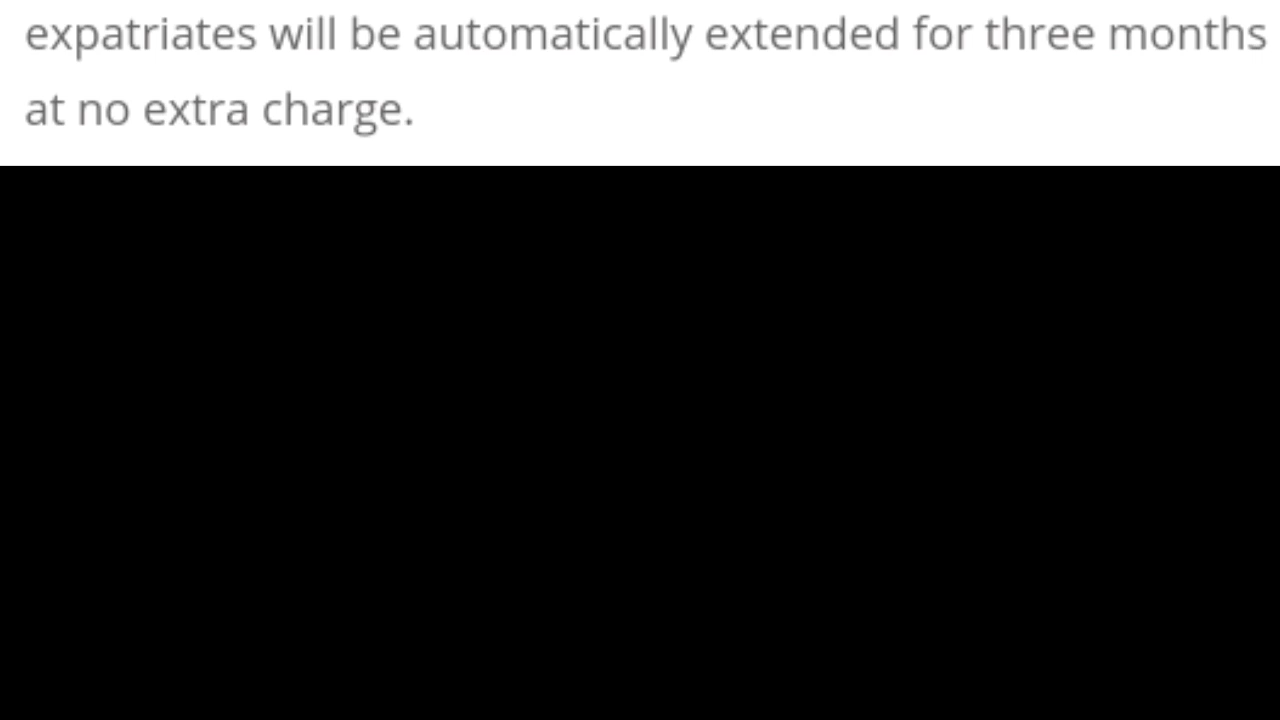 expatriates will be automatically extended for three months
at no extra charge.